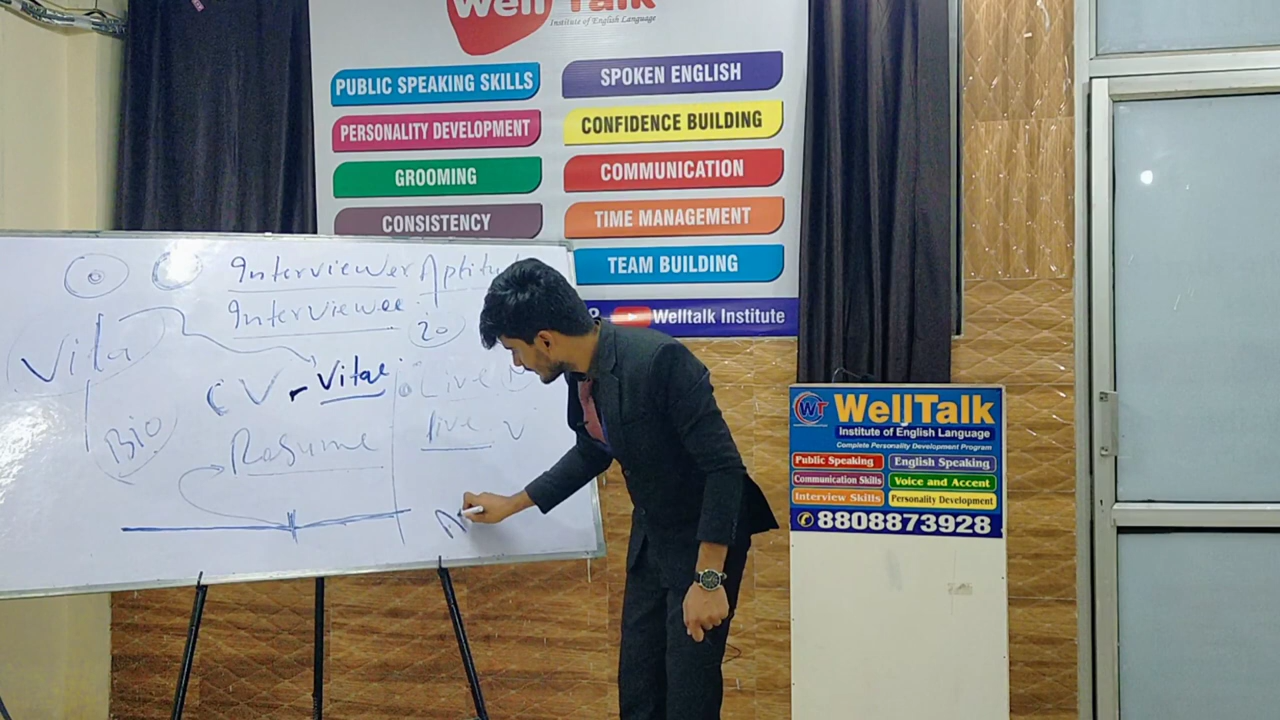 Well Talk
Institute of English Language
PUBLIC SPEAKING SKILLS
SPOKEN ENGLISH
PERSONALITY DEVELOPMENT
CONFIDENCE BUILDING
GROOMING
COMMUNICATION
CONSISTENCY
TIME MANAGEMENT
TEAM BUILDING
Welltalk Institute
Interviewer
Interviewee
20
Vita
CV - Vitae
Live
live
Bio
Resume
WT WellTalk
Institute of English Language
Complete Personality Development Program
Public Speaking
English Speaking
Communication Skills
Voice and Accent
Interview Skills
Personality Development
8808873928